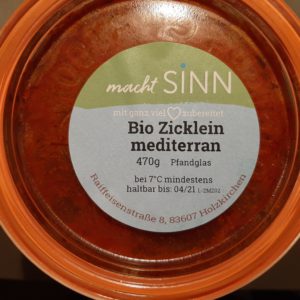 macht SINN
mit ganz viel zubereitet
Bio Zicklein
mediterran
470g Pfandglas
bei 7°C mindestens
haltbar bis: 04/21 L-ZM202
Raiffeisenstraße 8, 83607 Holzkirchen